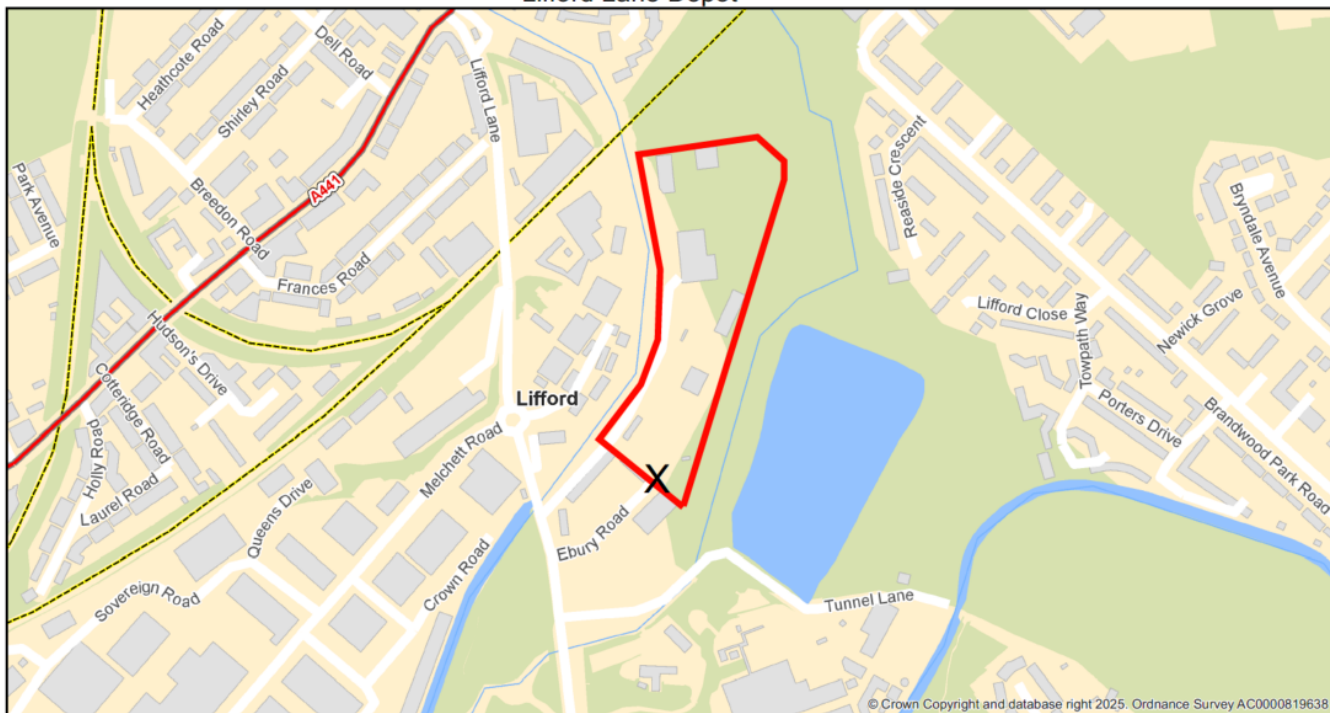 Lifford Lane Depot
Heathcote Road
Dell Road
Shirley Road
Lifford Lane
Park Avenue
A441
Breedon Road
Frances Road
Reaside Crescent
Bryndale Avenue
Hudson's Drive
Lifford Close
Towpath Way
Newick Grove
Cotteridge Road
Lifford
Porters Drive
Brandwood Park Road
Holly Road
Laurel Road
Melchett Road
Queens Drive
X
Ebury Road
Crown Road
Sovereign Road
Tunnel Lane
© Crown Copyright and database right 2025. Ordnance Survey AC0000819638